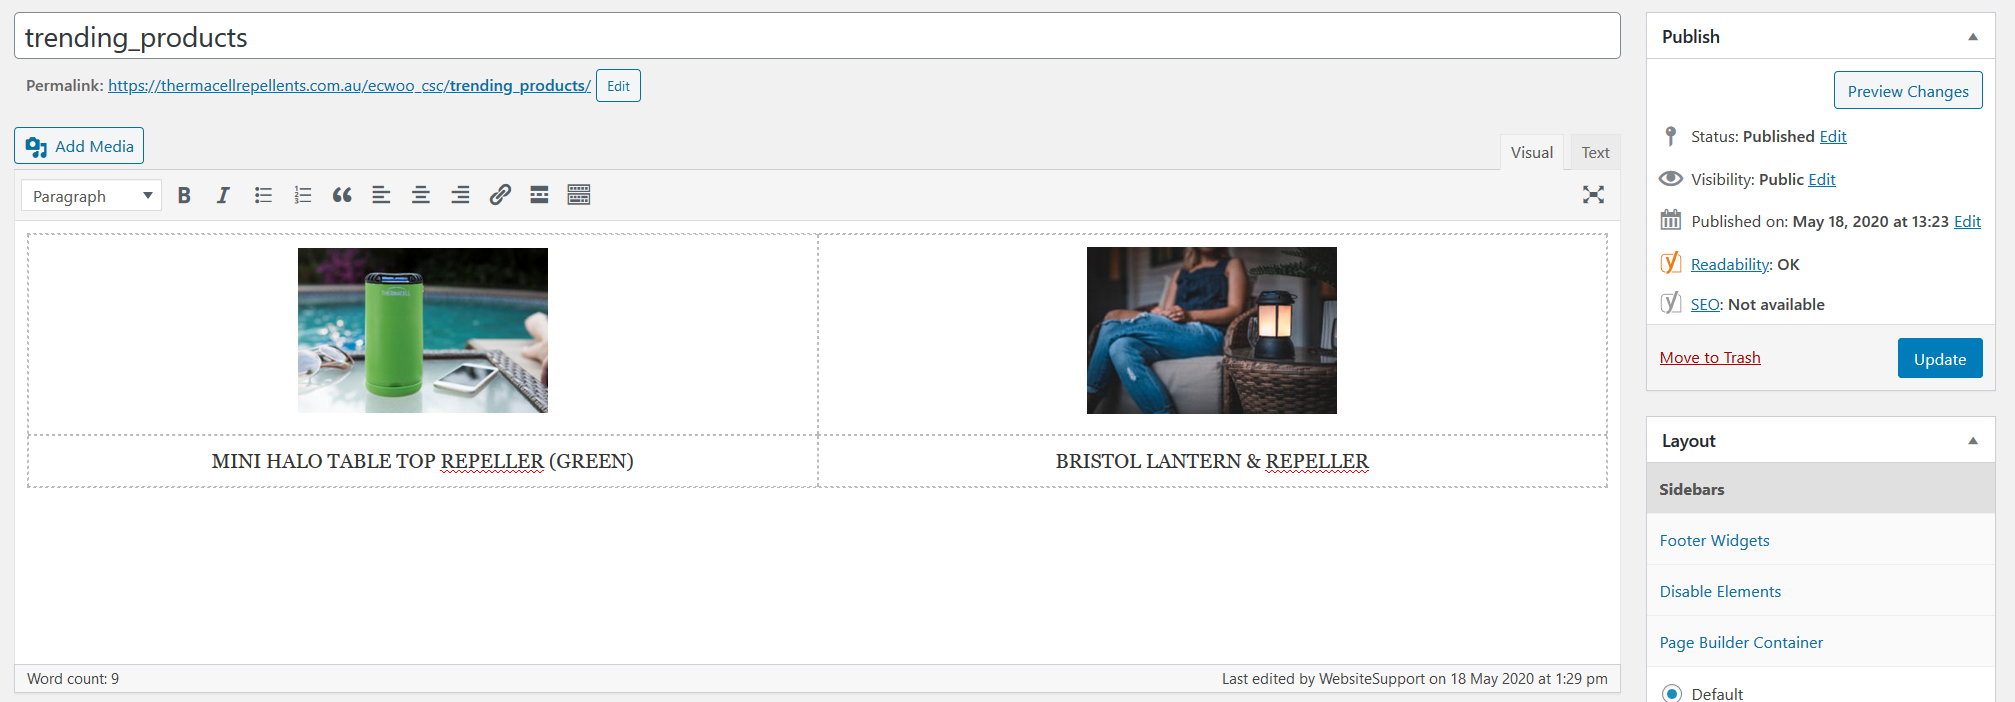 trending_products
Permalink: https://thermacellrepellents.com.au/ecwoo_csc/trending_products/ Edit
Add Media
Visual Text
Paragraph
THERMACELL
MINI HALO TABLE TOP REPELLER (GREEN)
BRISTOL LANTERN & REPELLER
Word count: 9
Last edited by WebsiteSupport on 18 May 2020 at 1:29 pm
Publish
Preview Changes
Status: Published Edit
Visibility: Public Edit
Published on: May 18, 2020 at 13:23 Edit
Readability: OK
SEO: Not available
Move to Trash
Update
Layout
Sidebars
Footer Widgets
Disable Elements
Page Builder Container
Default